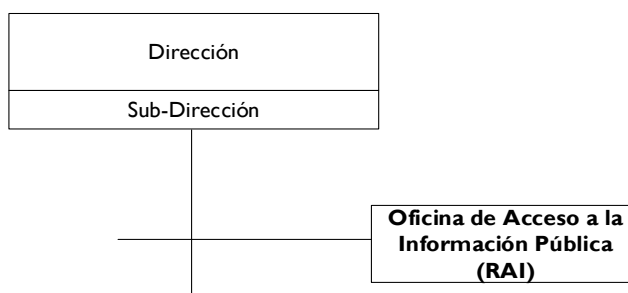 Dirección
Sub-Dirección
Oficina de Acceso a la
Información Pública
(RAI)